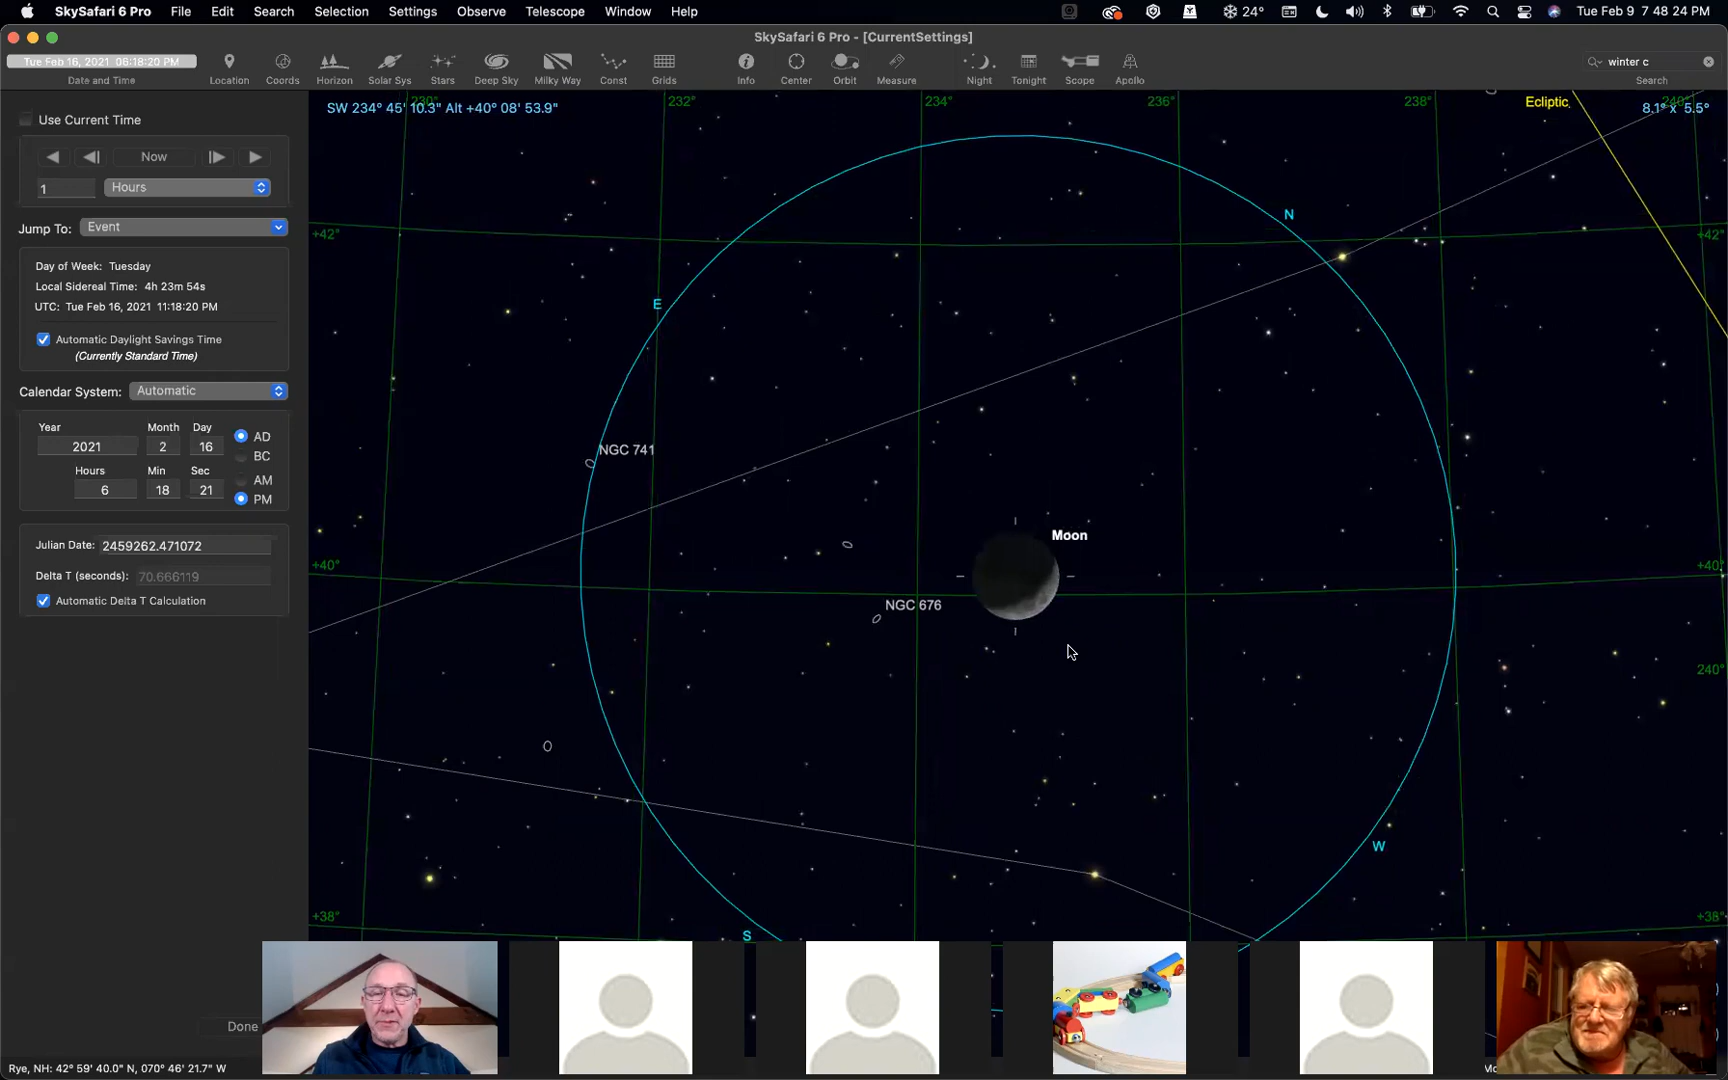 SkySafari 6 Pro File Edit Search Selection Settings Observe Telescope Window Help 24° Tue Feb 9 7 48 24 PM
SkySafari 6 Pro - [CurrentSettings]
Tue Feb 16, 2021 06:18:20 PM
winter c
Date and Time Location Coords Horizon Solar Sys Stars Deep Sky Milky Way Const Grids Info Center Orbit Measure Night Tonight Scope Apollo Search
230° 232° 234° 236° 238° 240°
SW 234° 45' 10.3" Alt +40° 08' 53.9"
Ecliptic
8.1° x 5.5°
Use Current Time
Now
1 Hours
Jump To: Event
Day of Week: Tuesday
Local Sidereal Time: 4h 23m 54s
UTC: Tue Feb 16, 2021 11:18:20 PM
Automatic Daylight Savings Time
(Currently Standard Time)
Calendar System: Automatic
Year Month Day
2021 2 16
AD
BC
Hours Min Sec
6 18 21
AM
PM
Julian Date: 2459262.471072
Delta T (seconds): 70.666119
Automatic Delta T Calculation
+42° +42°
N
E
NGC 741
Moon
+40° +40°
NGC 676
240°
W
+38° +38°
S
Done
Rye, NH: 42° 59' 40.0" N, 070° 46' 21.7" W